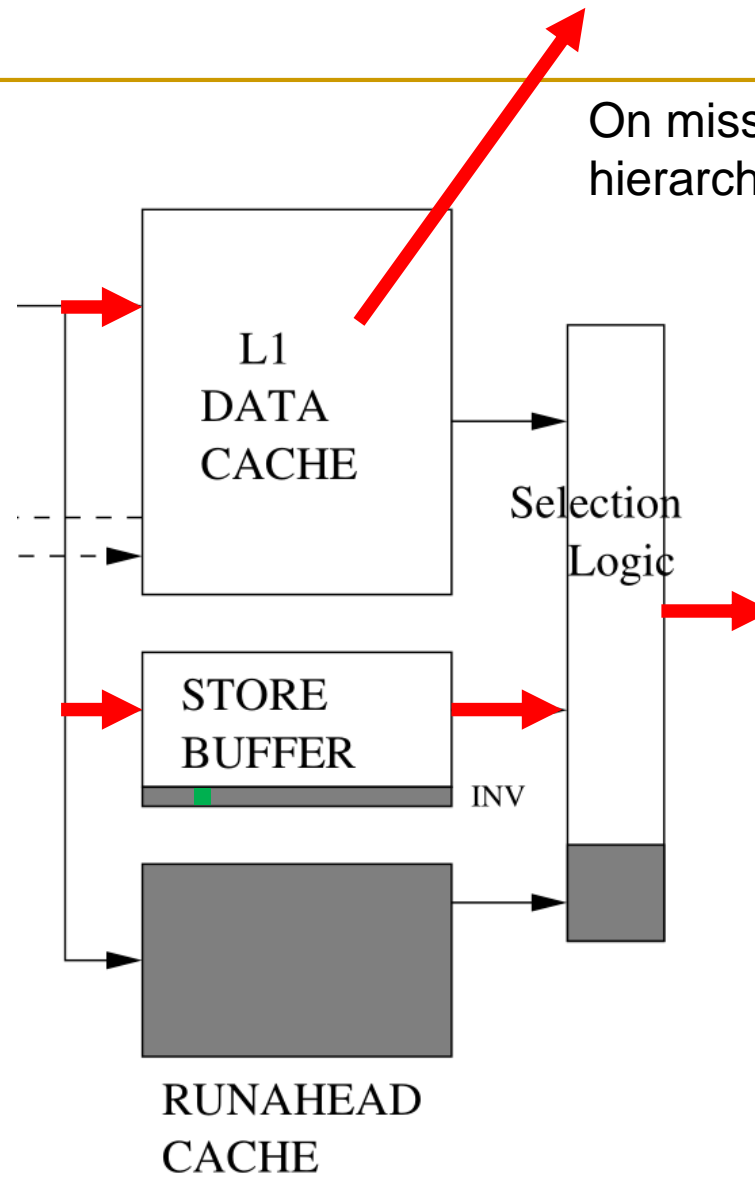 On miss
hierarch
L1
DATA
CACHE
Selection
Logic
STORE
BUFFER
INV
RUNAHEAD
CACHE